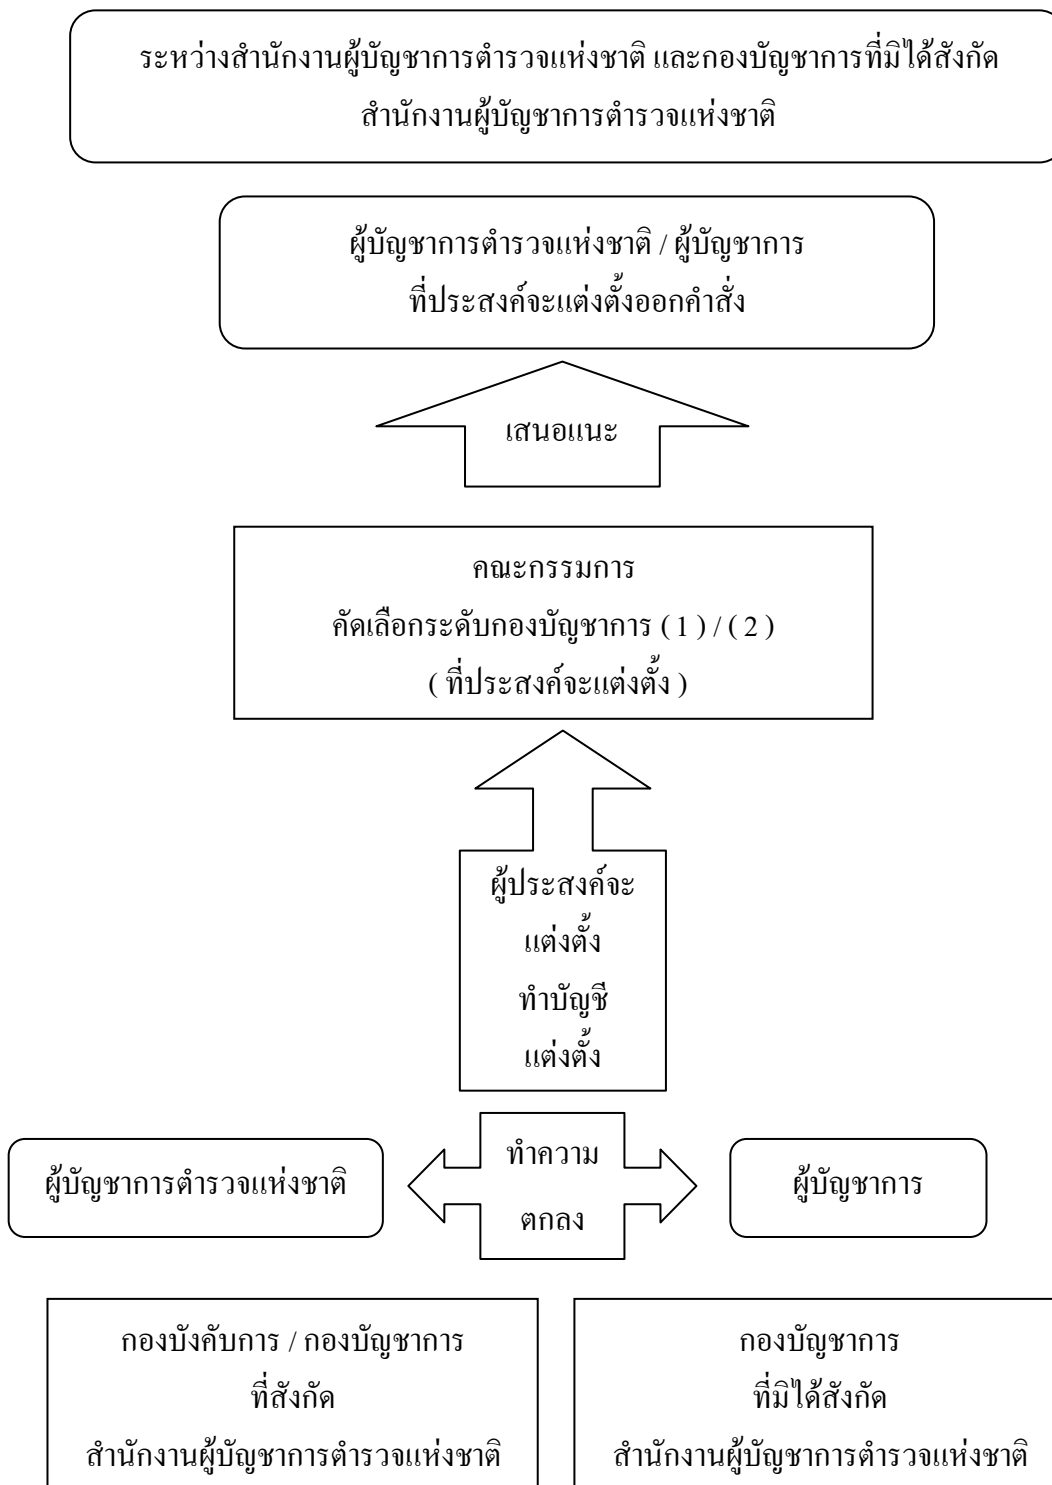 ระหว่างสำนักงานผู้บัญชาการตำรวจแห่งชาติ และกองบัญชาการที่มิได้สังกัด
สำนักงานผู้บัญชาการตำรวจแห่งชาติ
ผู้บัญชาการตำรวจแห่งชาติ / ผู้บัญชาการ
ที่ประสงค์จะแต่งตั้งออกคำสั่ง
เสนอแนะ
คณะกรรมการ
คัดเลือกระดับกองบัญชาการ ( 1 ) / ( 2 )
( ที่ประสงค์จะแต่งตั้ง )
ผู้ประสงค์จะ
แต่งตั้ง
ทำบัญชี
แต่งตั้ง
ผู้บัญชาการตำรวจแห่งชาติ
ทำความ
ตกลง
ผู้บัญชาการ
กองบังคับการ / กองบัญชาการ
ที่สังกัด
สำนักงานผู้บัญชาการตำรวจแห่งชาติ
กองบัญชาการ
ที่มิได้สังกัด
สำนักงานผู้บัญชาการตำรวจแห่งชาติ